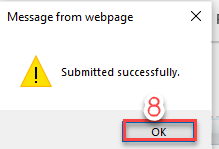 Message from webpage
Submitted successfully.
8
OK